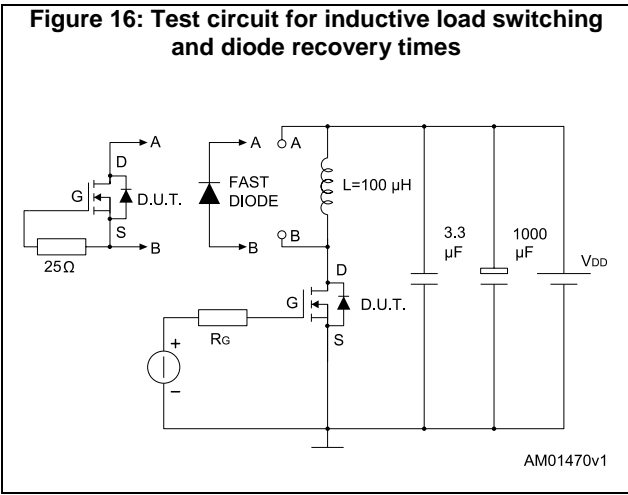 Figure 16: Test circuit for inductive load switching
and diode recovery times
A
D
G
D.U.T.
S
B
25Ω
A
FAST
DIODE
B
A
B
L=100 µH
3.3
µF
1000
µF
VDD
D
G
D.U.T.
S
RG
+
−
AM01470v1